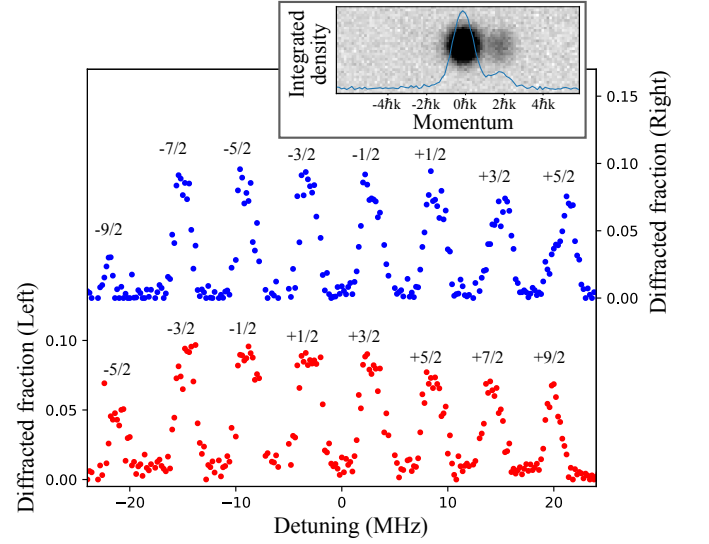 Integrated
density
-4ħk -2ħk 0ħk 2ħk 4ħk
Momentum
0.15
0.10
0.05
0.00
Diffracted fraction (Right)
-9/2 -7/2 -5/2 -3/2 -1/2 +1/2 +3/2 +5/2
-5/2 -3/2 -1/2 +1/2 +3/2 +5/2 +7/2 +9/2
Diffracted fraction (Left)
0.10
0.05
0.00
−20 −10 0 10 20
Detuning (MHz)